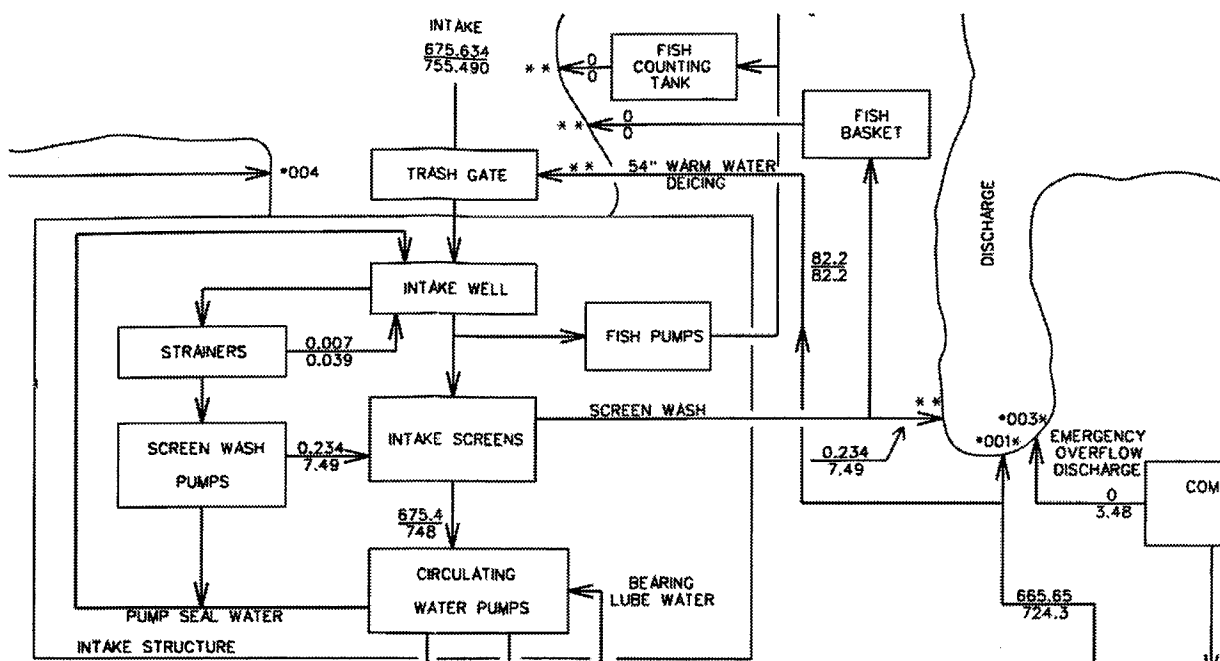 INTAKE
675.634
755.490
* *
0
0
FISH
COUNTING
TANK
* *
0
0
FISH
BASKET
*004
TRASH GATE
* *
54" WARM WATER
DEICING
DISCHARGE
82.2
82.2
INTAKE WELL
STRAINERS
0.007
0.039
FISH PUMPS
SCREEN WASH
* *
*003*
*001*
SCREEN WASH
PUMPS
0.234
7.49
INTAKE SCREENS
0.234
7.49
EMERGENCY
OVERFLOW
DISCHARGE
0
3.48
COM
675.4
748
CIRCULATING
WATER PUMPS
BEARING
LUBE WATER
665.65
724.3
PUMP SEAL WATER
INTAKE STRUCTURE